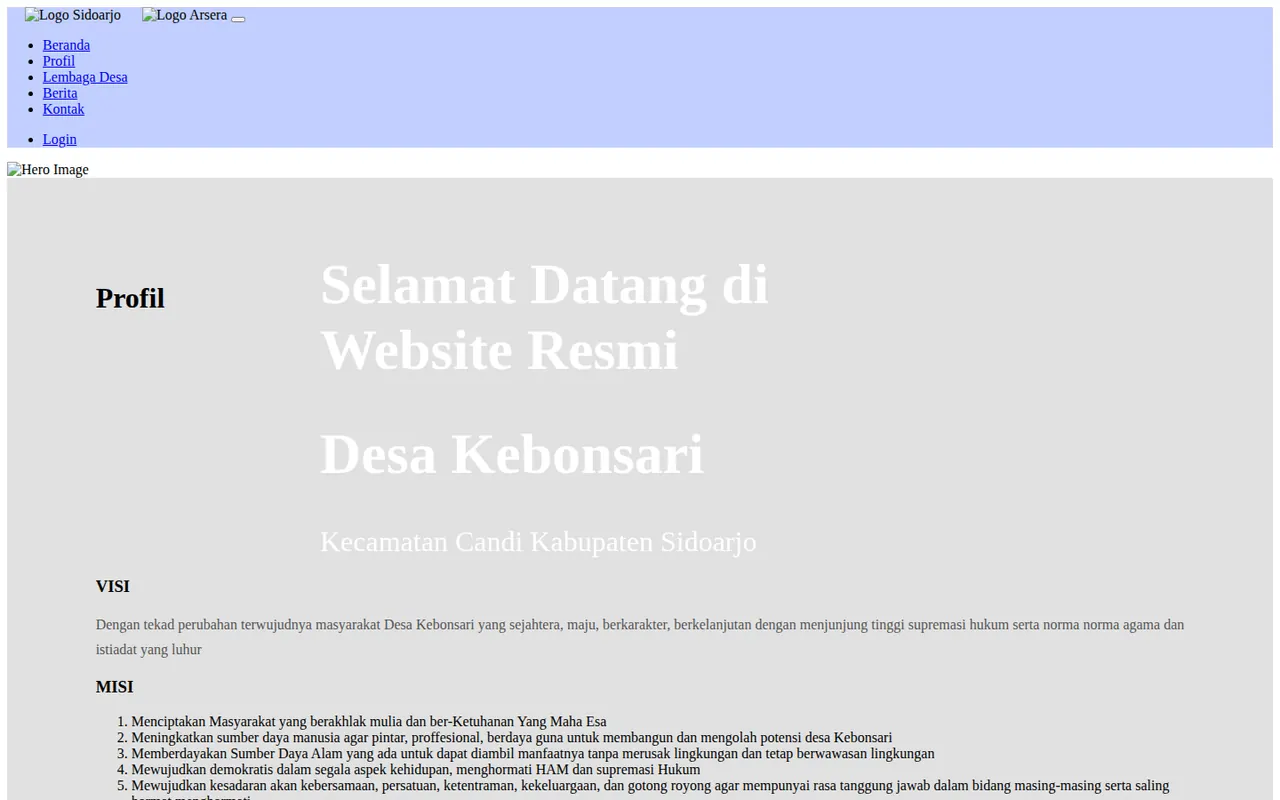 Logo Sidoarjo Logo Arsera
Beranda
Profil
Lembaga Desa
Berita
Kontak
Login
Hero Image
Selamat Datang di
Website Resmi
Profil
Desa Kebonsari
Kecamatan Candi Kabupaten Sidoarjo
VISI
Dengan tekad perubahan terwujudnya masyarakat Desa Kebonsari yang sejahtera, maju, berkarakter, berkelanjutan dengan menjunjung tinggi supremasi hukum serta norma norma agama dan
istiadat yang luhur
MISI
1. Menciptakan Masyarakat yang berakhlak mulia dan ber-Ketuhanan Yang Maha Esa
2. Meningkatkan sumber daya manusia agar pintar, proffesional, berdaya guna untuk membangun dan mengolah potensi desa Kebonsari
3. Memberdayakan Sumber Daya Alam yang ada untuk dapat diambil manfaatnya tanpa merusak lingkungan dan tetap berwawasan lingkungan
4. Mewujudkan demokratis dalam segala aspek kehidupan, menghormati HAM dan supremasi Hukum
5. Mewujudkan kesadaran akan kebersamaan, persatuan, ketentraman, kekeluargaan, dan gotong royong agar mempunyai rasa tanggung jawab dalam bidang masing-masing serta saling